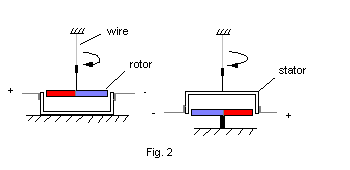 wire
rotor
stator
+ -
- +
Fig. 2